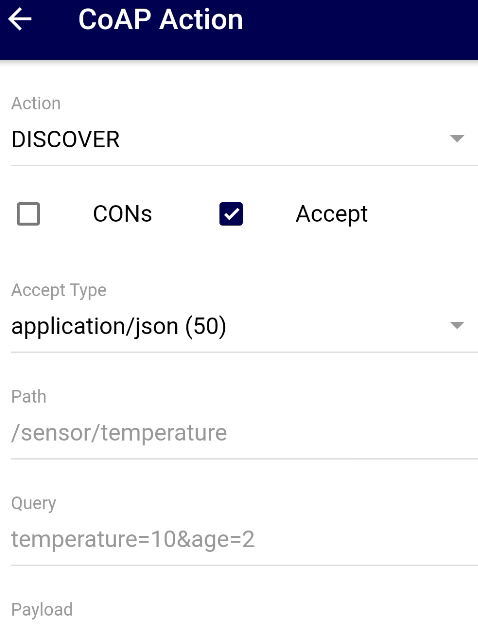 CoAP Action
Action
DISCOVER
CONs Accept
Accept Type
application/json (50)
Path
/sensor/temperature
Query
temperature=10&age=2
Payload